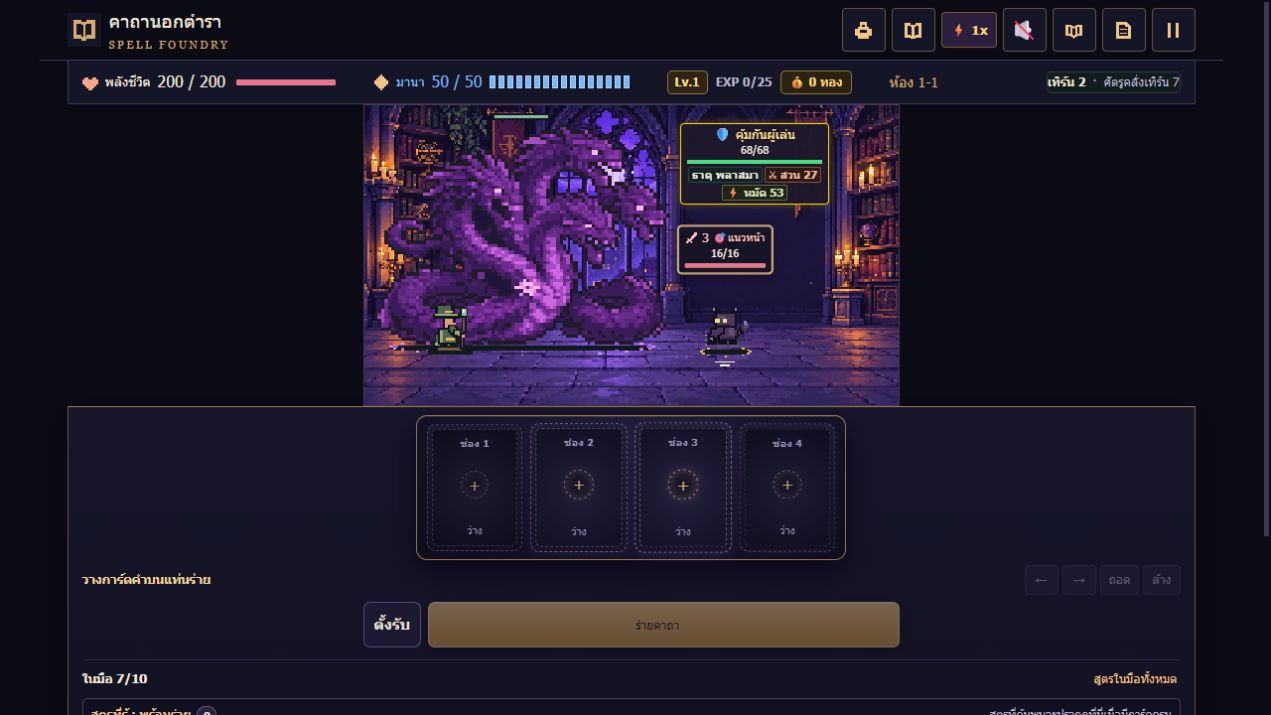 คาถานอกตำรา
SPELL FOUNDRY
1x
พลังชีวิต 200 / 200
มานา 50 / 50
Lv.1 EXP 0/25 0 ทอง
ห้อง 1-1
เทิร์น 2 · ศัตรูคลั่งเทิร์น 7
คุ้มกันผู้เล่น
68/68
ธาตุ พลาสมา สวน 27
หมัด 53
3 แนวหน้า
16/16
ช่อง 1 ช่อง 2 ช่อง 3 ช่อง 4
+ + + +
ว่าง ว่าง ว่าง ว่าง
วางการ์ดคำบนแท่นร่าย
← → ถอด ล้าง
ตั้งรับ ร่ายคาถา
ในมือ 7/10
สูตรในมือทั้งหมด